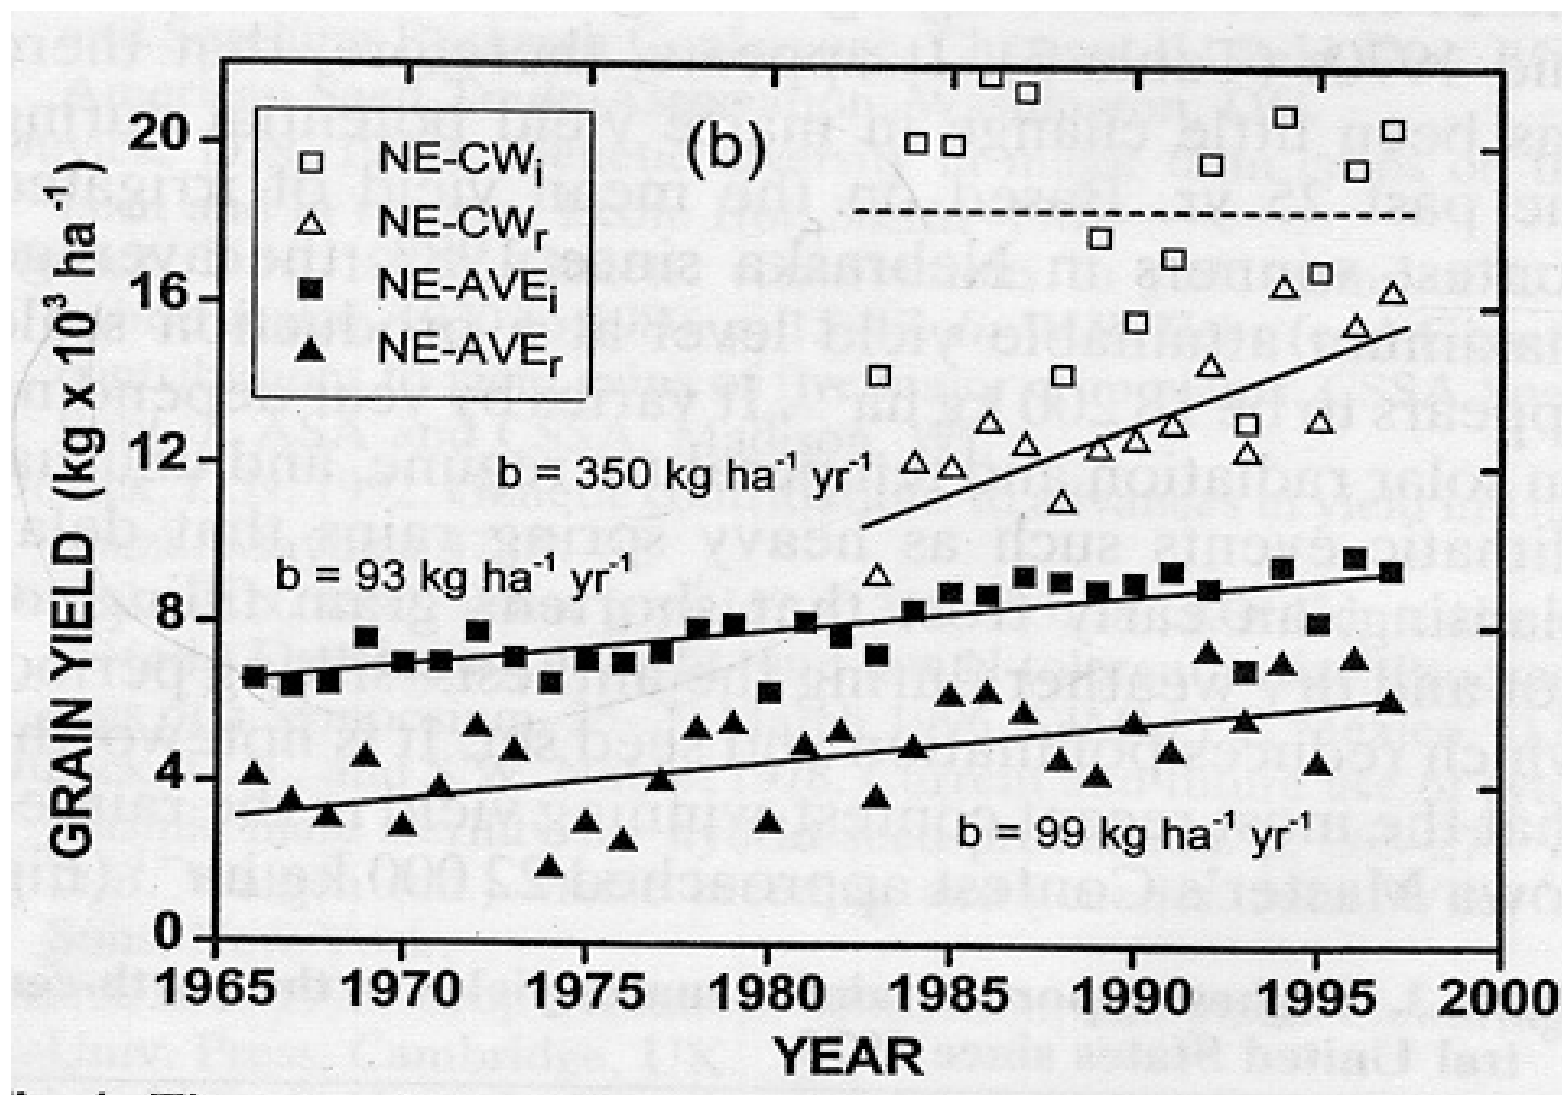 (b)
NE-CWi
NE-CWr
NE-AVEi
NE-AVEr
20
16
12
8
4
0
GRAIN YIELD (kg x 10³ ha⁻¹)
b = 350 kg ha⁻¹ yr⁻¹
b = 93 kg ha⁻¹ yr⁻¹
b = 99 kg ha⁻¹ yr⁻¹
1965 1970 1975 1980 1985 1990 1995 2000
YEAR